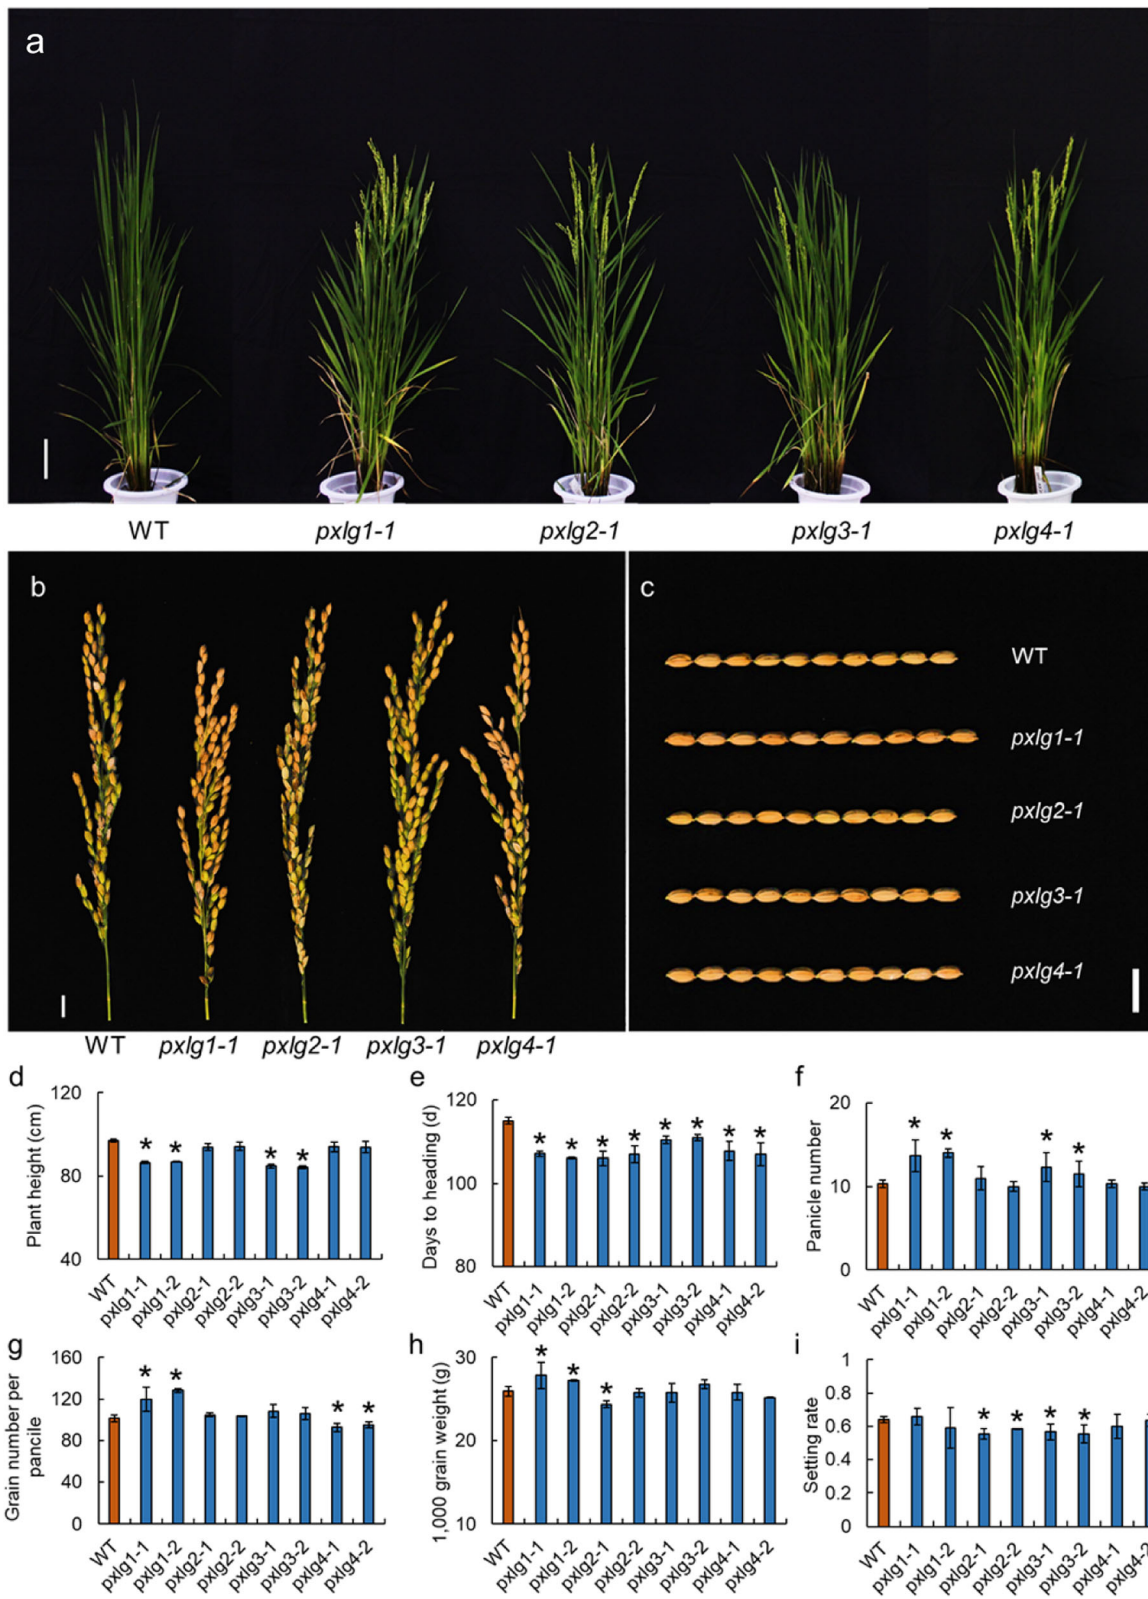 a
WT pxlg1-1 pxlg2-1 pxlg3-1 pxlg4-1
b
WT pxlg1-1 pxlg2-1 pxlg3-1 pxlg4-1
c
WT
pxlg1-1
pxlg2-1
pxlg3-1
pxlg4-1
d
Plant height (cm)
120
80
40
* * * *
WT pxlg1-1 pxlg1-2 pxlg2-1 pxlg2-2 pxlg3-1 pxlg3-2 pxlg4-1 pxlg4-2
e
Days to heading (d)
120
100
80
* * * * * * * *
WT pxlg1-1 pxlg1-2 pxlg2-1 pxlg2-2 pxlg3-1 pxlg3-2 pxlg4-1 pxlg4-2
f
Panicle number
20
10
0
* * * *
WT pxlg1-1 pxlg1-2 pxlg2-1 pxlg2-2 pxlg3-1 pxlg3-2 pxlg4-1 pxlg4-2
g
Grain number per
pancile
160
120
80
40
0
* * * *
WT pxlg1-1 pxlg1-2 pxlg2-1 pxlg2-2 pxlg3-1 pxlg3-2 pxlg4-1 pxlg4-2
h
1,000 grain weight (g)
30
20
10
* * *
WT pxlg1-1 pxlg1-2 pxlg2-1 pxlg2-2 pxlg3-1 pxlg3-2 pxlg4-1 pxlg4-2
i
Setting rate
1
0.8
0.6
0.4
0.2
0
* * * *
WT pxlg1-1 pxlg1-2 pxlg2-1 pxlg2-2 pxlg3-1 pxlg3-2 pxlg4-1 pxlg4-2